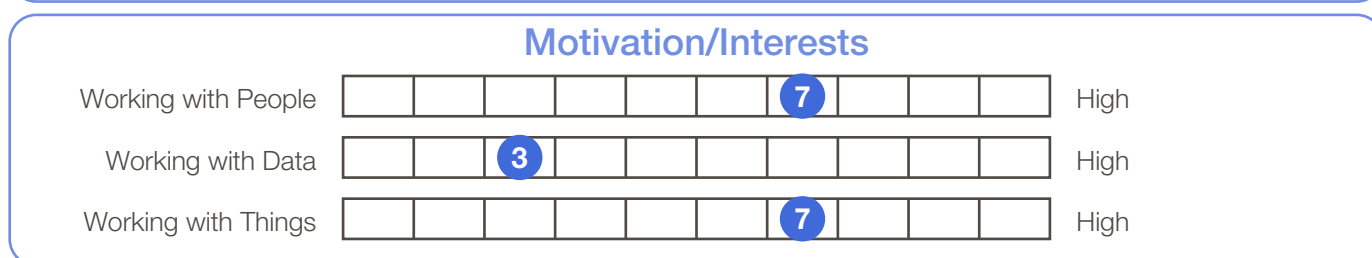 Motivation/Interests
Working with People 7 High
Working with Data 3 High
Working with Things 7 High